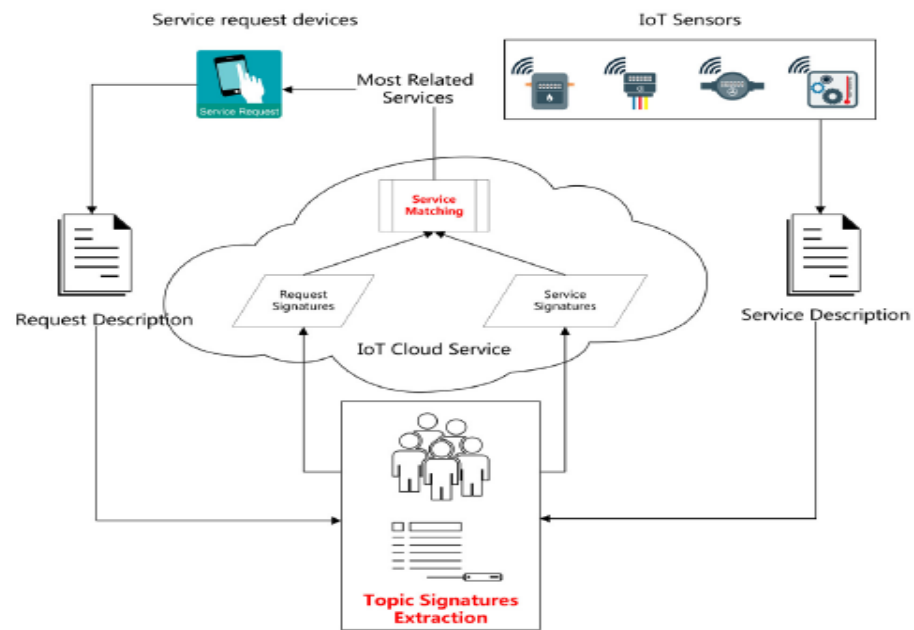 Service request devices
IoT Sensors
Service Request
Most Related
Services
Service
Matching
Request
Signatures
Service
Signatures
Request Description
Service Description
IoT Cloud Service
Topic Signatures
Extraction